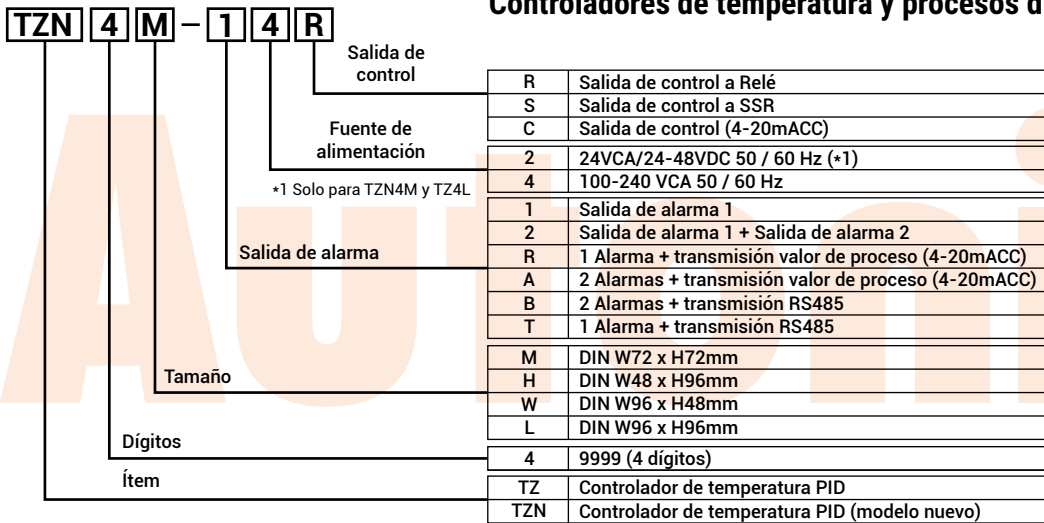 Controladores de temperatura y procesos d
TZN 4 M - 1 4 R
Salida de
control
R Salida de control a Relé
S Salida de control a SSR
C Salida de control (4-20mACC)
Fuente de
alimentación
*1 Solo para TZN4M y TZ4L
2 24VCA/24-48VDC 50 / 60 Hz (*1)
4 100-240 VCA 50 / 60 Hz
Salida de alarma
1 Salida de alarma 1
2 Salida de alarma 1 + Salida de alarma 2
R 1 Alarma + transmisión valor de proceso (4-20mACC)
A 2 Alarmas + transmisión valor de proceso (4-20mACC)
B 2 Alarmas + transmisión RS485
T 1 Alarma + transmisión RS485
Tamaño
M DIN W72 x H72mm
H DIN W48 x H96mm
W DIN W96 x H48mm
L DIN W96 x H96mm
Dígitos
4 9999 (4 dígitos)
Ítem
TZ Controlador de temperatura PID
TZN Controlador de temperatura PID (modelo nuevo)
Autoni